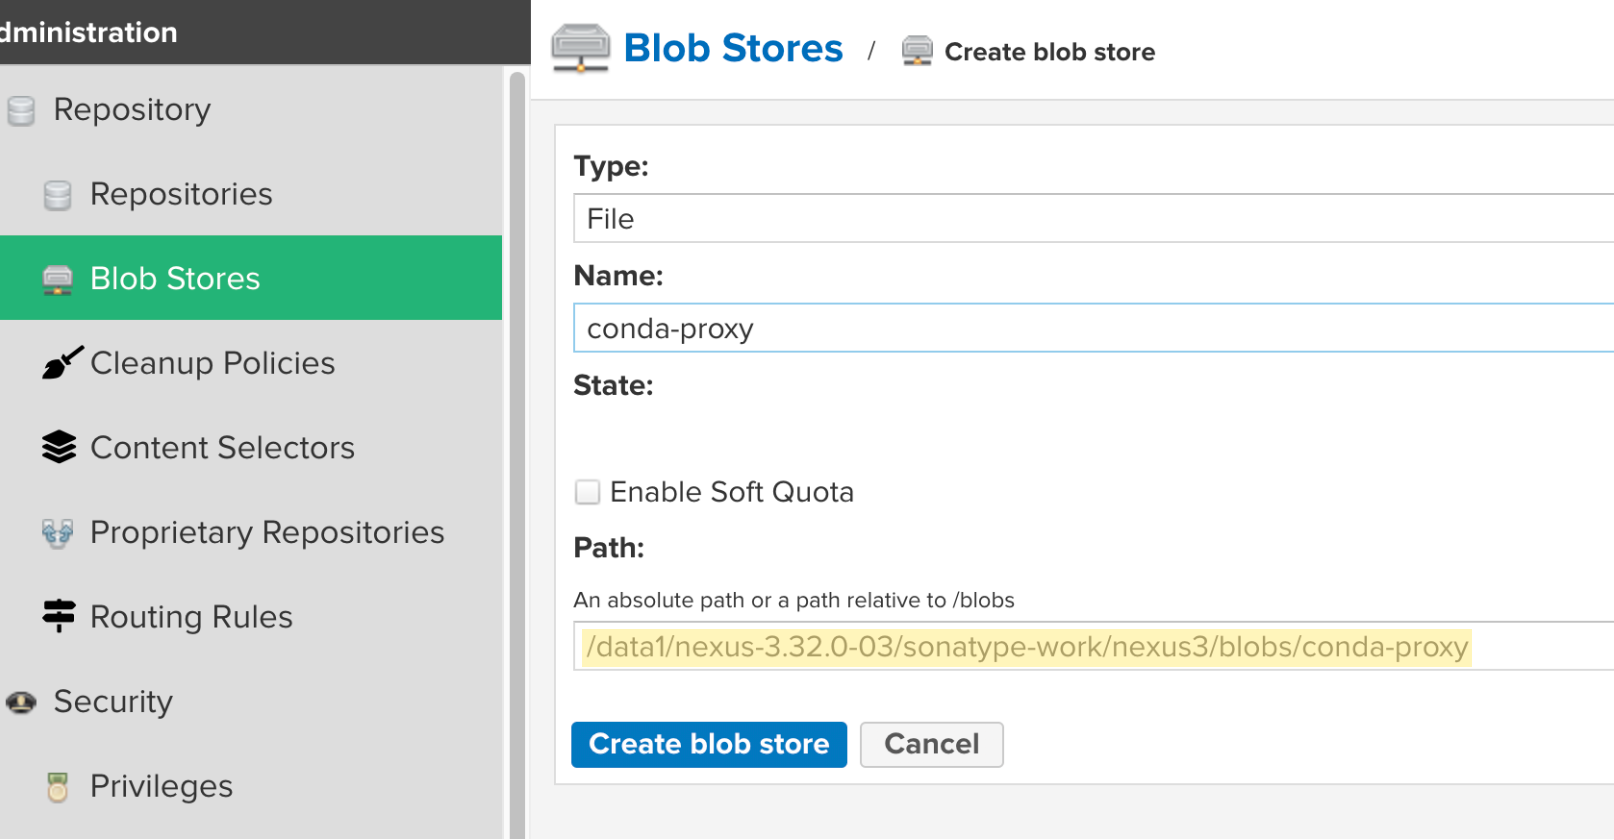 dministration
Blob Stores / Create blob store
Repository
Repositories
Blob Stores
Cleanup Policies
Content Selectors
Proprietary Repositories
Routing Rules
Security
Privileges
Type:
File
Name:
conda-proxy
State:
Enable Soft Quota
Path:
An absolute path or a path relative to /blobs
/data1/nexus-3.32.0-03/sonatype-work/nexus3/blobs/conda-proxy
Create blob store Cancel